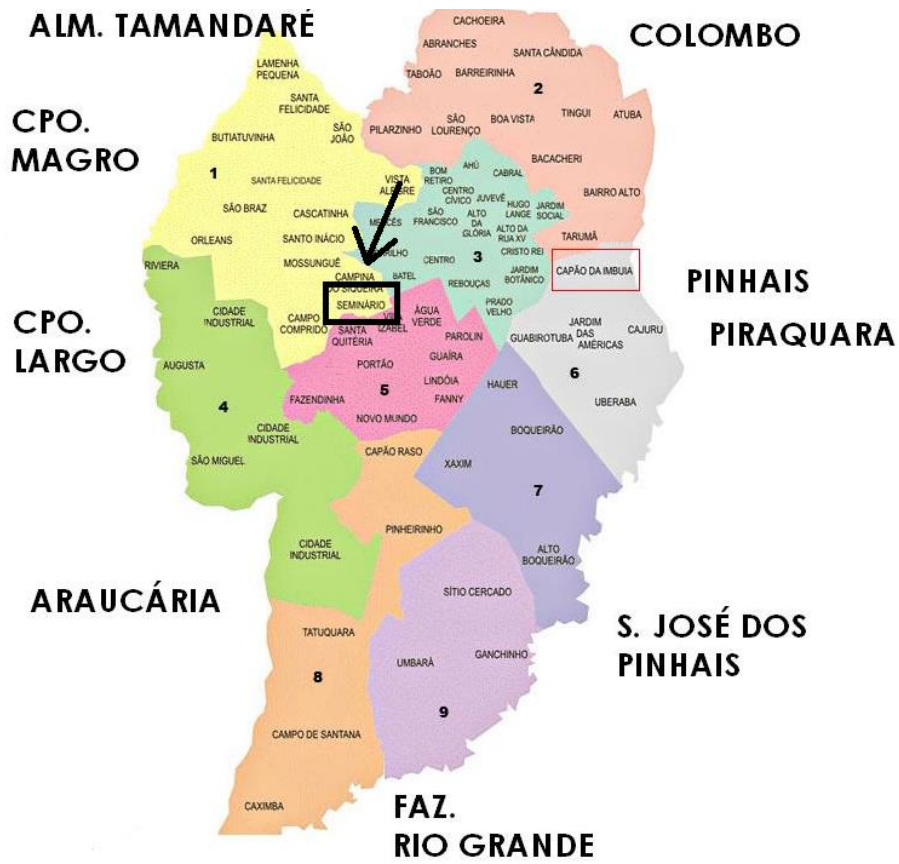 ALM. TAMANDARÉ
CACHOEIRA
COLOMBO
ABRANCHES
SANTA CÂNDIDA
LAMENHA
PEQUENA
TABOÃO
BARREIRINHA
2
SANTA
FELICIDADE
TINGUI
ATUBA
CPO.
MAGRO
SÃO
JOÃO
PILARZINHO
SÃO
LOURENÇO
BOA VISTA
BUTIATUVINHA
BACACHERI
1
SANTA FELICIDADE
VISTA
ALEGRE
BOM
RETIRO
AHÚ
CABRAL
BAIRRO ALTO
CENTRO
CÍVICO
JUVEVÊ
HUGO
LANGE
JARDIM
SOCIAL
SÃO BRAZ
CASCATINHA
SÃO
FRANCISCO
ALTO
DA
GLÓRIA
ALTO DA
RUA XV
TARUMÃ
ORLEANS
SANTO INÁCIO
3
CRISTO REI
RIVIERA
MOSSUNGUÊ
CENTRO
JARDIM
BOTÂNICO
CAPÃO DA IMBUIA
PINHAIS
CAMPINA
DO SIQUEIRA
BATEL
REBOUÇAS
SEMINÁRIO
PRADO
VELHO
CPO.
LARGO
CIDADE
INDUSTRIAL
CAMPO
COMPRIDO
SANTA
QUITÉRIA
IZABEL
ÁGUA
VERDE
PAROLIN
GUABIROTUBA
JARDIM
DAS
AMÉRICAS
CAJURU
PIRAQUARA
AUGUSTA
PORTÃO
GUAÍRA
6
4
5
LINDÓIA
HAUER
FAZENDINHA
FANNY
UBERABA
NOVO MUNDO
CIDADE
INDUSTRIAL
BOQUEIRÃO
SÃO MIGUEL
CAPÃO RASO
XAXIM
7
PINHEIRINHO
CIDADE
INDUSTRIAL
ALTO
BOQUEIRÃO
ARAUCÁRIA
SÍTIO CERCADO
TATUQUARA
S. JOSÉ DOS
PINHAIS
UMBARÁ
GANCHINHO
8
9
CAMPO DE SANTANA
CAXIMBA
FAZ.
RIO GRANDE